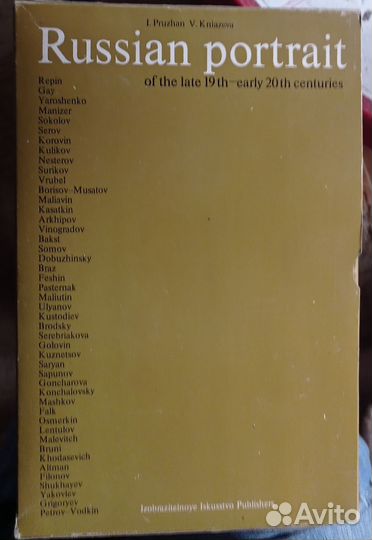 I. Pruzhan V. Kniazeva
Russian portrait
of the late 19th–early 20th centuries
Repin
Gay
Yaroshenko
Manizer
Sokolov
Serov
Korovin
Kulikov
Nesterov
Surikov
Vrubel
Borisov-Musatov
Maliavin
Kasatkin
Arkhipov
Vinogradov
Bakst
Somov
Dobuzhinsky
Braz
Feshin
Pasternak
Maliutin
Ulyanov
Kustodiev
Brodsky
Serebriakova
Golovin
Kuznetsov
Saryan
Sapunov
Goncharova
Konchalovsky
Mashkov
Falk
Osmerkin
Lentulov
Malevitch
Bruni
Khodasevich
Altman
Filonov
Shukhayev
Yakovlev
Grigoryev
Petrov-Vodkin
Izobrazitelnoye Iskusstvo Publishers
Avito